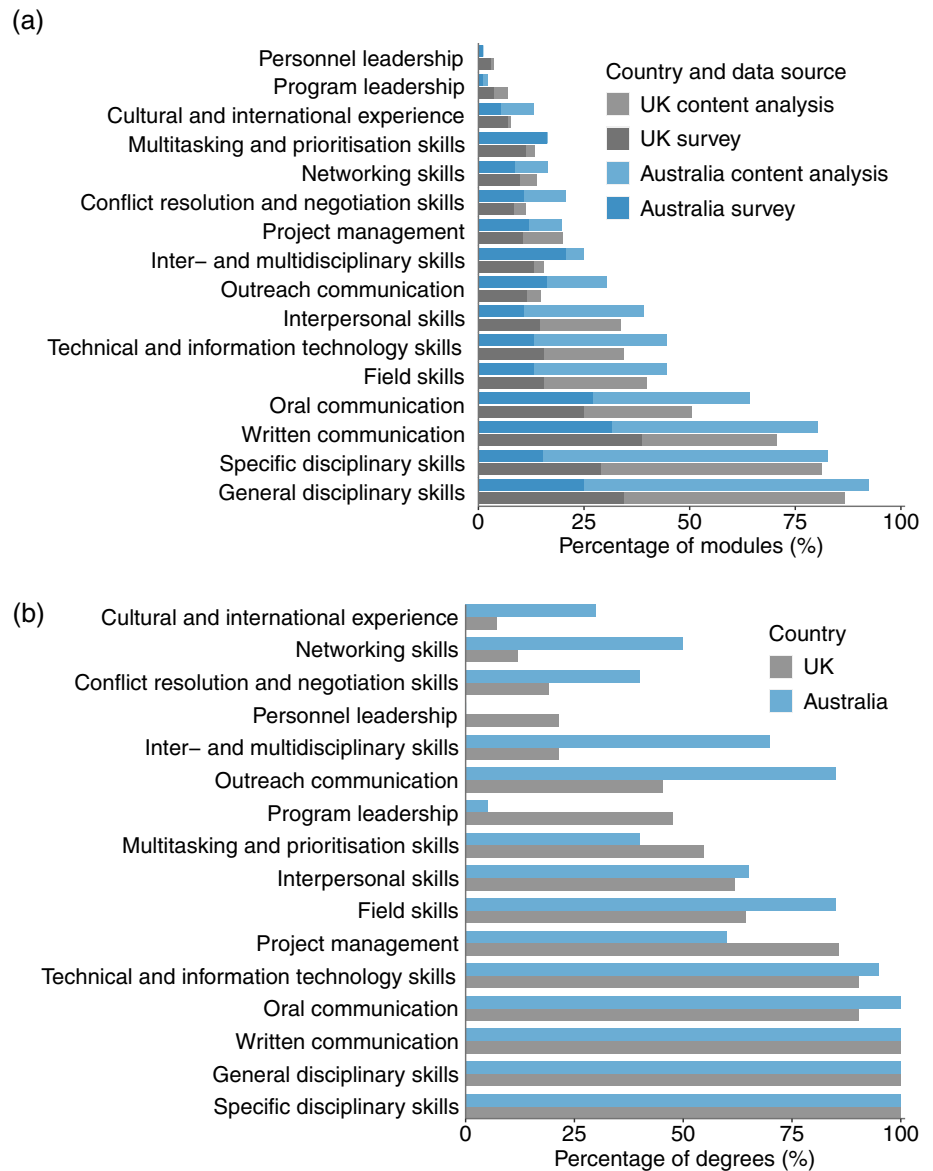 (a)
Personnel leadership
Program leadership
Cultural and international experience
Multitasking and prioritisation skills
Networking skills
Conflict resolution and negotiation skills
Project management
Inter− and multidisciplinary skills
Outreach communication
Interpersonal skills
Technical and information technology skills
Field skills
Oral communication
Written communication
Specific disciplinary skills
General disciplinary skills
Country and data source
UK content analysis
UK survey
Australia content analysis
Australia survey
0 25 50 75 100
Percentage of modules (%)
(b)
Cultural and international experience
Networking skills
Conflict resolution and negotiation skills
Personnel leadership
Inter− and multidisciplinary skills
Outreach communication
Program leadership
Multitasking and prioritisation skills
Interpersonal skills
Field skills
Project management
Technical and information technology skills
Oral communication
Written communication
General disciplinary skills
Specific disciplinary skills
Country
UK
Australia
0 25 50 75 100
Percentage of degrees (%)